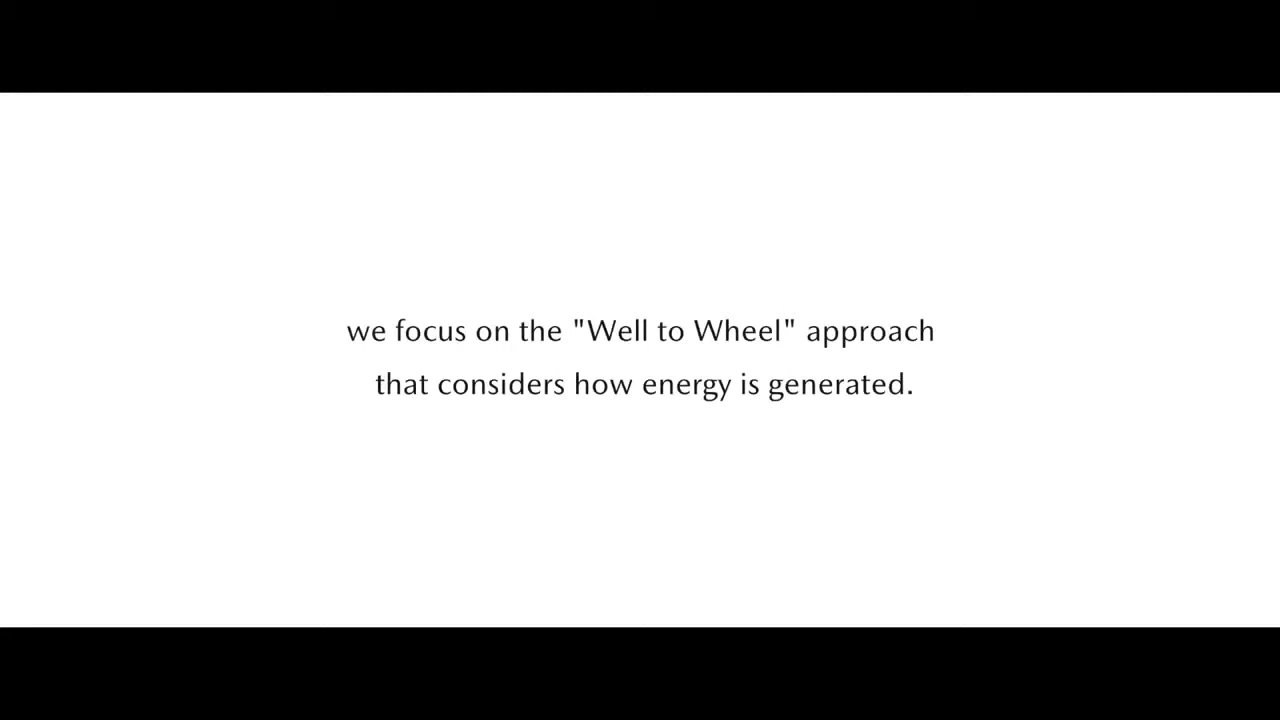 we focus on the "Well to Wheel" approach
that considers how energy is generated.